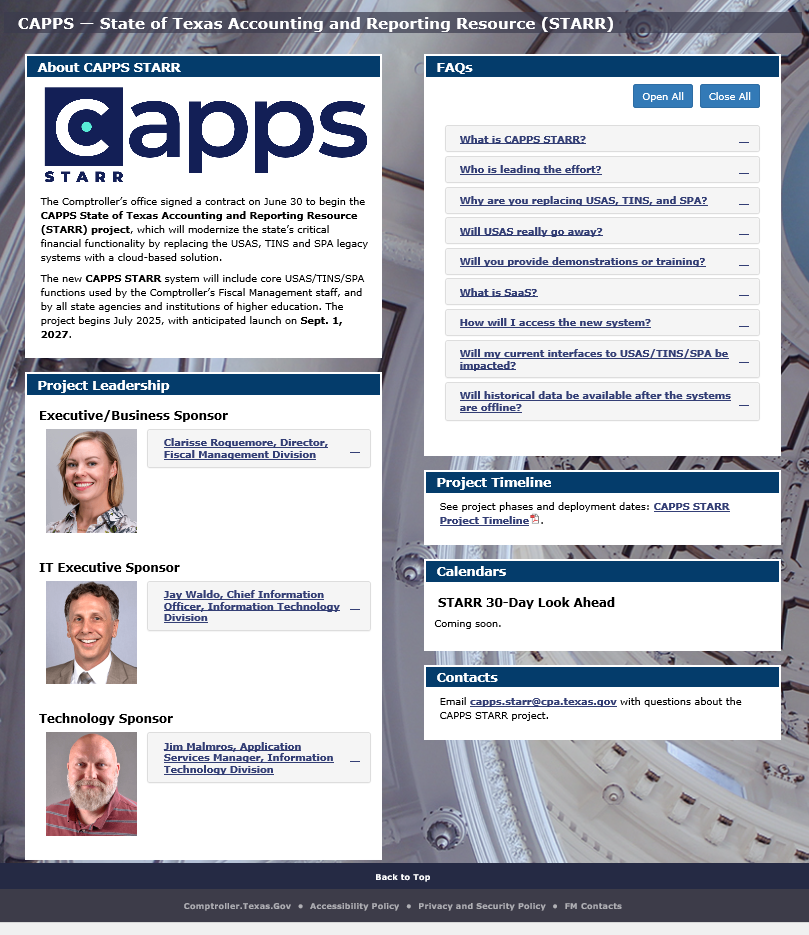 CAPPS — State of Texas Accounting and Reporting Resource (STARR)
About CAPPS STARR
capps
STARR
The Comptroller's office signed a contract on June 30 to begin the
CAPPS State of Texas Accounting and Reporting Resource
(STARR) project, which will modernize the state's critical
financial functionality by replacing the USAS, TINS and SPA legacy
systems with a cloud-based solution.
The new CAPPS STARR system will include core USAS/TINS/SPA
functions used by the Comptroller's Fiscal Management staff, and
by all state agencies and institutions of higher education. The
project begins July 2025, with anticipated launch on Sept. 1,
2027.
Project Leadership
Executive/Business Sponsor
Clarisse Roquemore, Director,
Fiscal Management Division
IT Executive Sponsor
Jay Waldo, Chief Information
Officer, Information Technology
Division
Technology Sponsor
Jim Malmros, Application
Services Manager, Information
Technology Division
FAQs
Open All Close All
What is CAPPS STARR?
Who is leading the effort?
Why are you replacing USAS, TINS, and SPA?
Will USAS really go away?
Will you provide demonstrations or training?
What is SaaS?
How will I access the new system?
Will my current interfaces to USAS/TINS/SPA be
impacted?
Will historical data be available after the systems
are offline?
Project Timeline
See project phases and deployment dates: CAPPS STARR
Project Timeline.
Calendars
STARR 30-Day Look Ahead
Coming soon.
Contacts
Email capps.starr@cpa.texas.gov with questions about the
CAPPS STARR project.
Back to Top
Comptroller.Texas.Gov • Accessibility Policy • Privacy and Security Policy • FM Contacts